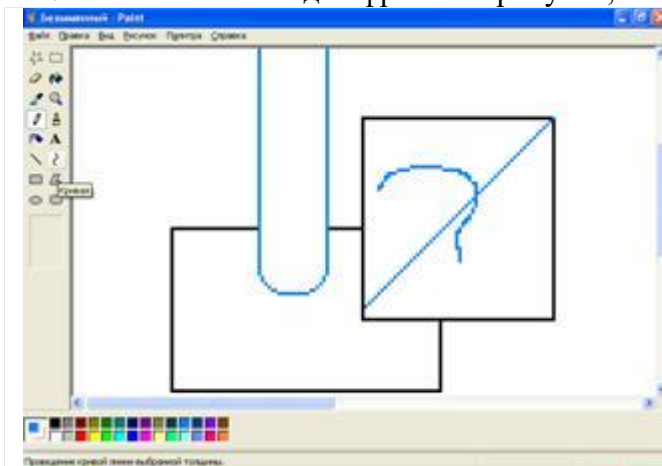 Безымянный - Paint
Файл Правка Вид Рисунок Палитра Справка
A
Кривая
?
Проведение кривой линии выбранной толщины.